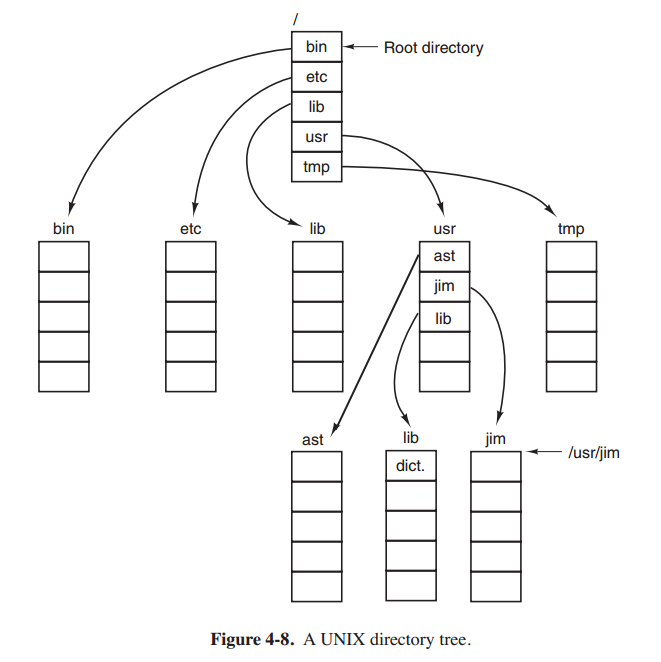 /
bin
Root directory
etc
lib
usr
tmp
bin
etc
lib
usr
tmp
ast
jim
lib
ast
lib
jim
/usr/jim
dict.
Figure 4-8. A UNIX directory tree.